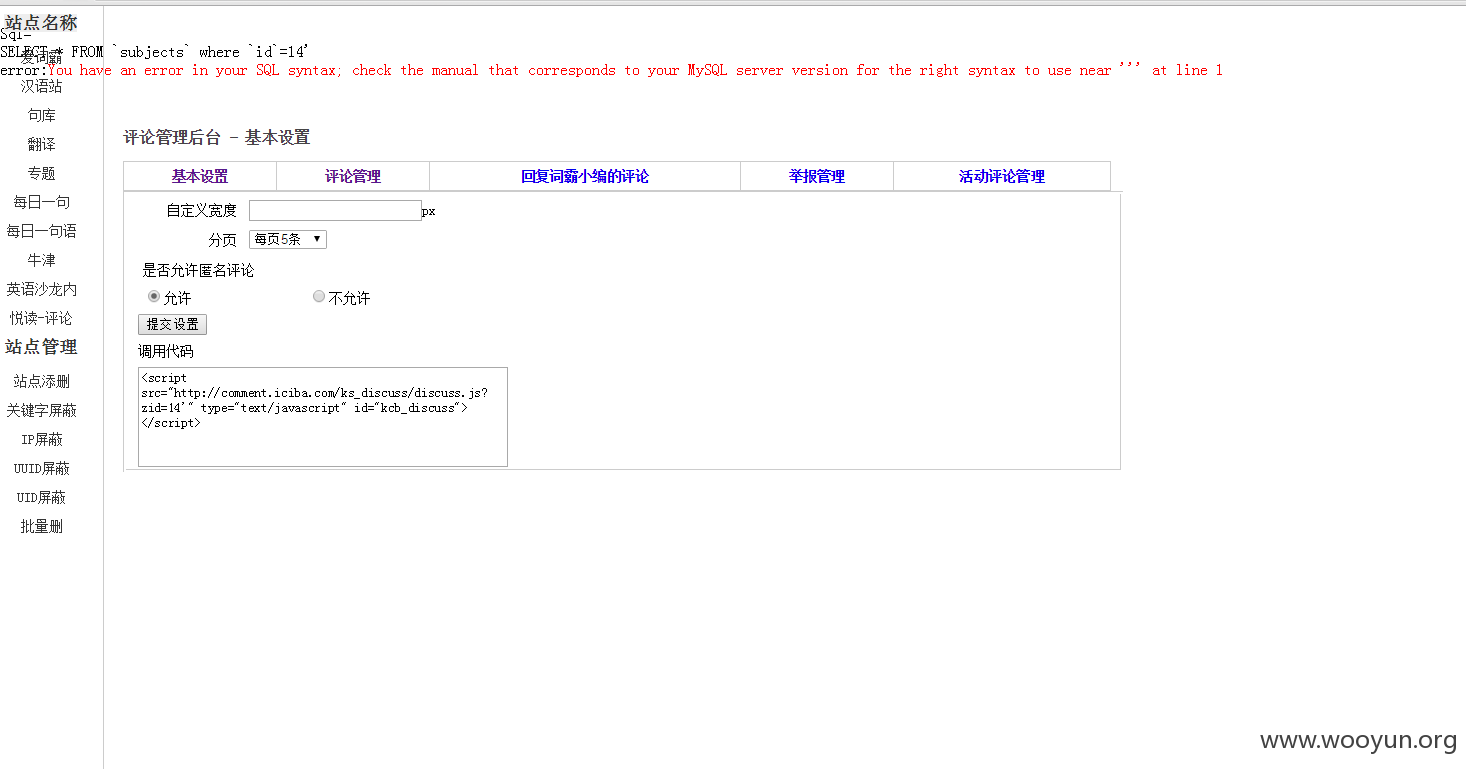 站点名称
Sql-
SELECT * FROM `subjects` where `id`=14'
爱词霸
error:You have an error in your SQL syntax; check the manual that corresponds to your MySQL server version for the right syntax to use near ''' at line 1
汉语站
句库
翻译
专题
每日一句
每日一句语
牛津
英语沙龙内
悦读-评论
站点管理
站点添删
关键字屏蔽
IP屏蔽
UUID屏蔽
UID屏蔽
批量删
评论管理后台 - 基本设置
基本设置 评论管理 回复词霸小编的评论 举报管理 活动评论管理
自定义宽度 px
分页 每页5条
是否允许匿名评论
允许 不允许
提交设置
调用代码
<script
src="http://comment.iciba.com/ks_discuss/discuss.js?
zid=14'" type="text/javascript" id="kcb_discuss">
</script>
www.wooyun.org